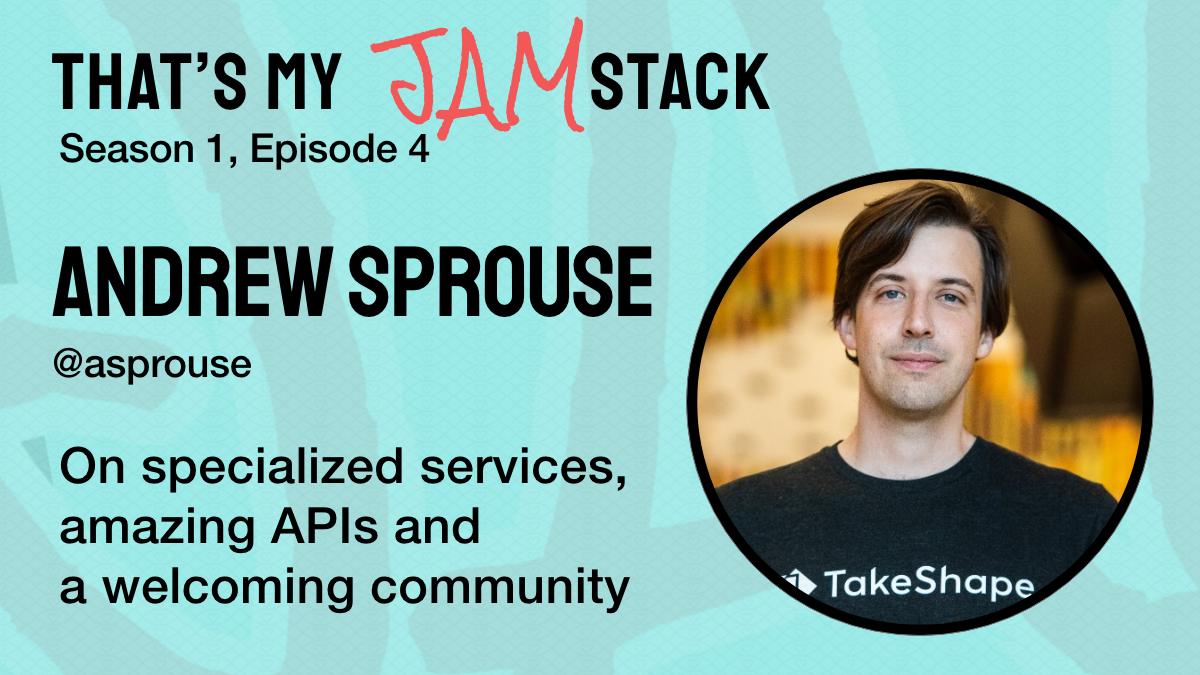 THAT'S MY JAMSTACK
Season 1, Episode 4
ANDREW SPROUSE
@asprouse
On specialized services,
amazing APIs and
a welcoming community
TakeShape